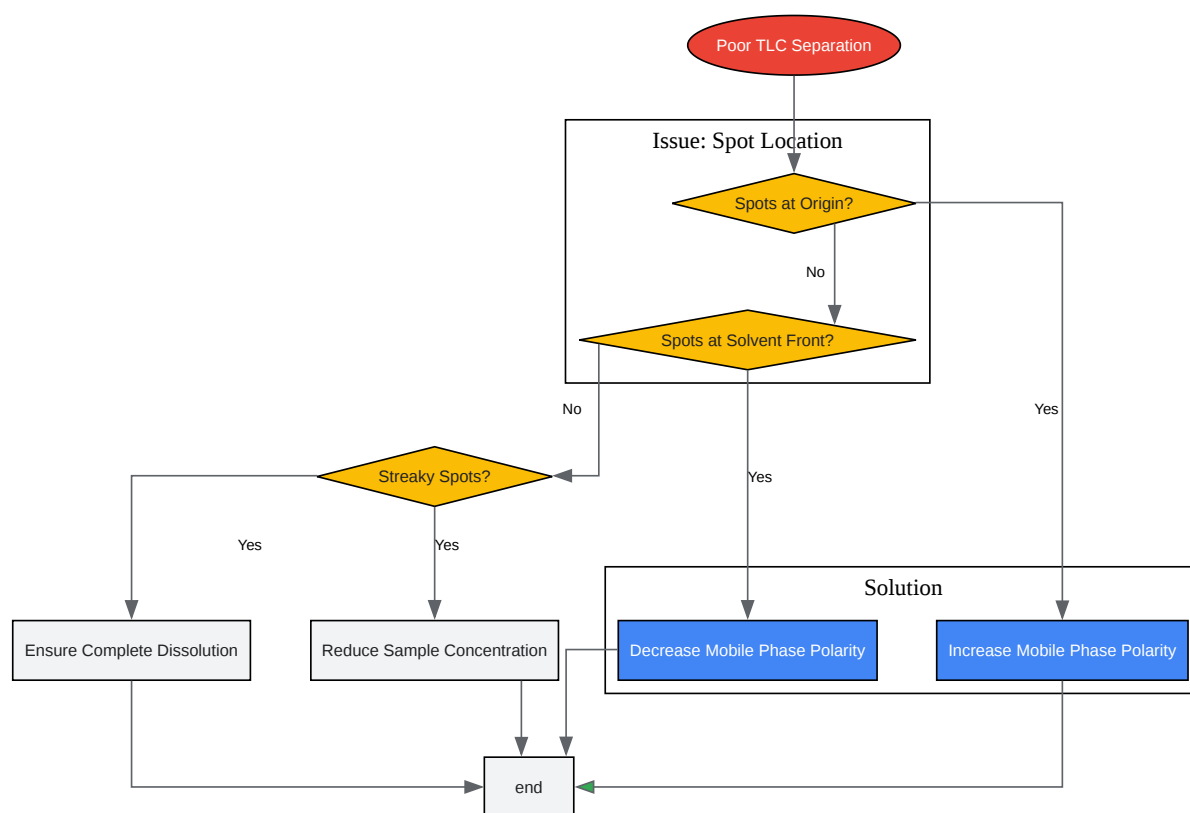 Poor TLC Separation
Issue: Spot Location
Spots at Origin?
No
Spots at Solvent Front?
No
Yes
Streaky Spots?
Yes
Yes
Yes
Solution
Ensure Complete Dissolution
Reduce Sample Concentration
Decrease Mobile Phase Polarity
Increase Mobile Phase Polarity
end